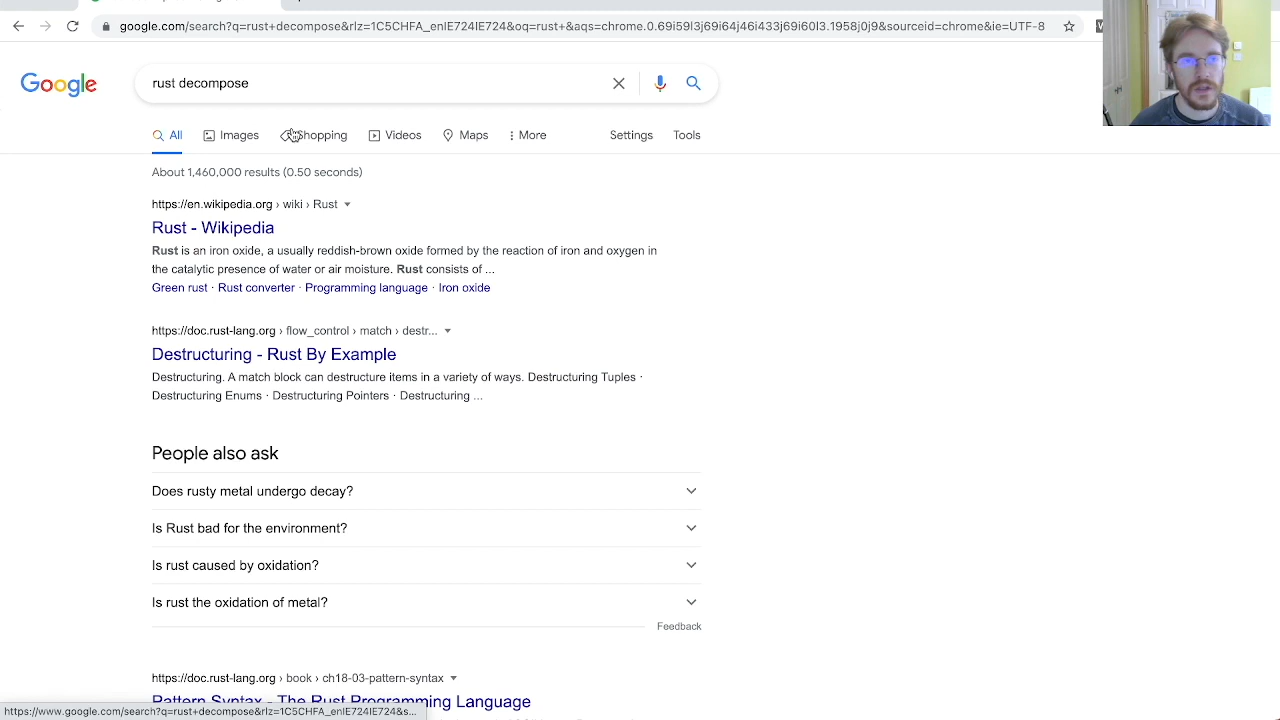 google.com/search?q=rust+decompose&rlz=1C5CHFA_enIE724IE724&oq=rust+&aqs=chrome.0.69i59l3j69i64j46i433j69i60l3.1958j0j9&sourceid=chrome&ie=UTF-8
Google
rust decompose
All Images Shopping Videos Maps More Settings Tools
About 1,460,000 results (0.50 seconds)
https://en.wikipedia.org › wiki › Rust
Rust - Wikipedia
Rust is an iron oxide, a usually reddish-brown oxide formed by the reaction of iron and oxygen in
the catalytic presence of water or air moisture. Rust consists of ...
Green rust · Rust converter · Programming language · Iron oxide
https://doc.rust-lang.org › flow_control › match › destr...
Destructuring - Rust By Example
Destructuring. A match block can destructure items in a variety of ways. Destructuring Tuples ·
Destructuring Enums · Destructuring Pointers · Destructuring ...
People also ask
Does rusty metal undergo decay?
Is Rust bad for the environment?
Is rust caused by oxidation?
Is rust the oxidation of metal?
Feedback
https://doc.rust-lang.org › book › ch18-03-pattern-syntax
Pattern Syntax - The Rust Programming Language
https://www.google.com/search?q=rust+decompose&rlz=1C5CHFA_enIE724IE724&s...